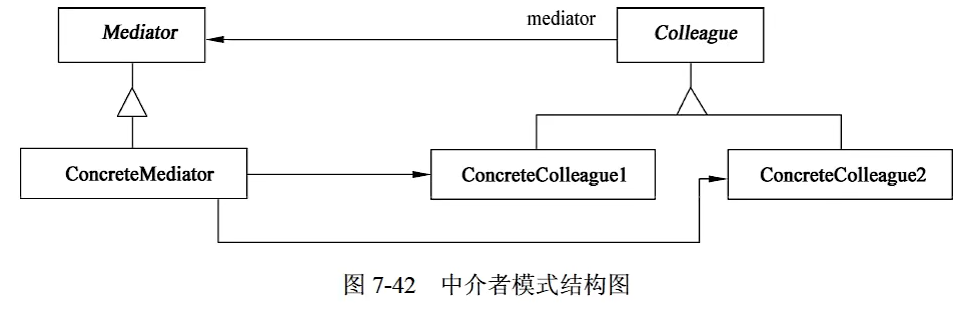 mediator
Mediator
Colleague
ConcreteMediator
ConcreteColleague1
ConcreteColleague2
图 7-42 中介者模式结构图